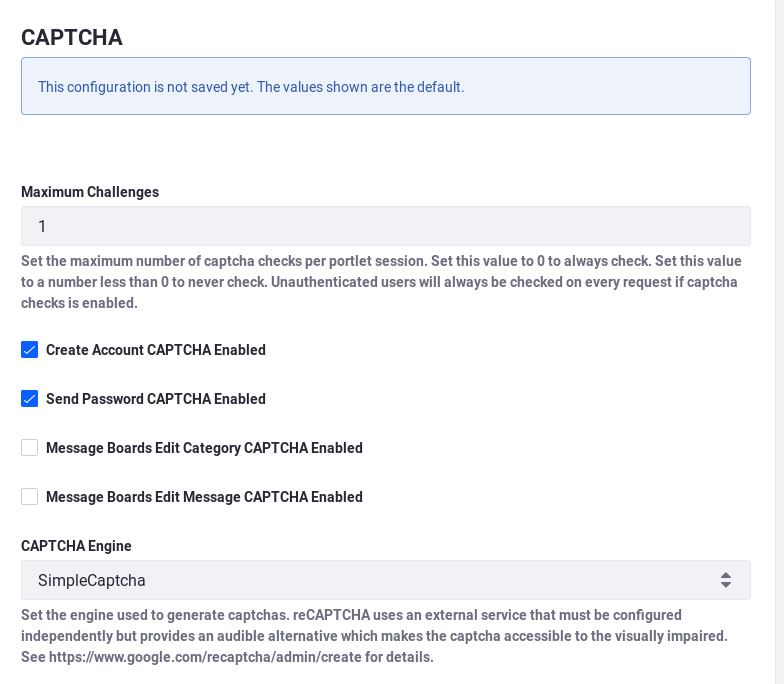 CAPTCHA
This configuration is not saved yet. The values shown are the default.
Maximum Challenges
1
Set the maximum number of captcha checks per portlet session. Set this value to 0 to always check. Set this value
to a number less than 0 to never check. Unauthenticated users will always be checked on every request if captcha
checks is enabled.
Create Account CAPTCHA Enabled
Send Password CAPTCHA Enabled
Message Boards Edit Category CAPTCHA Enabled
Message Boards Edit Message CAPTCHA Enabled
CAPTCHA Engine
SimpleCaptcha
Set the engine used to generate captchas. reCAPTCHA uses an external service that must be configured
independently but provides an audible alternative which makes the captcha accessible to the visually impaired.
See https://www.google.com/recaptcha/admin/create for details.